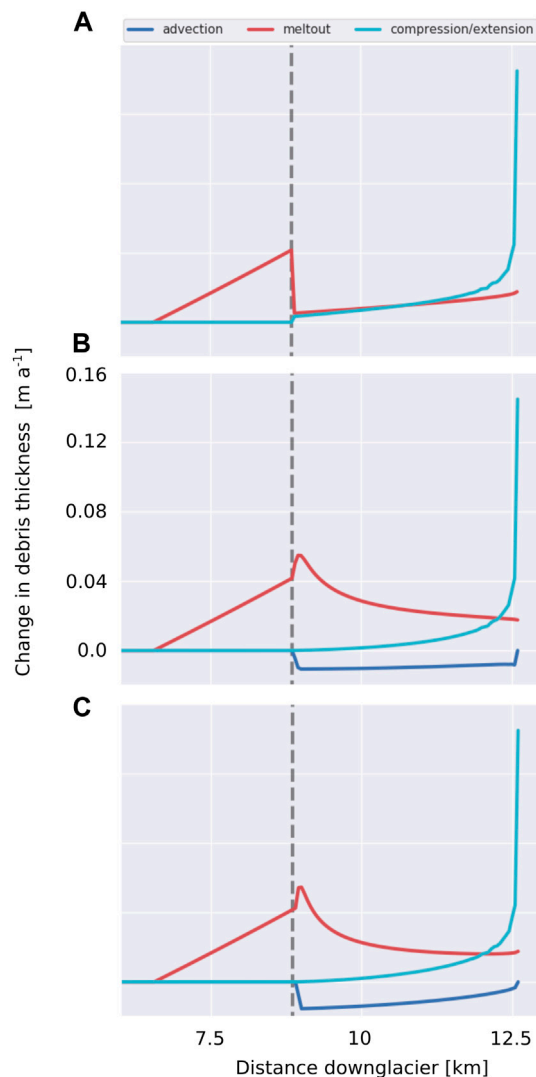 A
advection meltout compression/extension
B
0.16
0.12
0.08
0.04
0.0
Change in debris thickness [m a-1]
C
7.5 10 12.5
Distance downglacier [km]